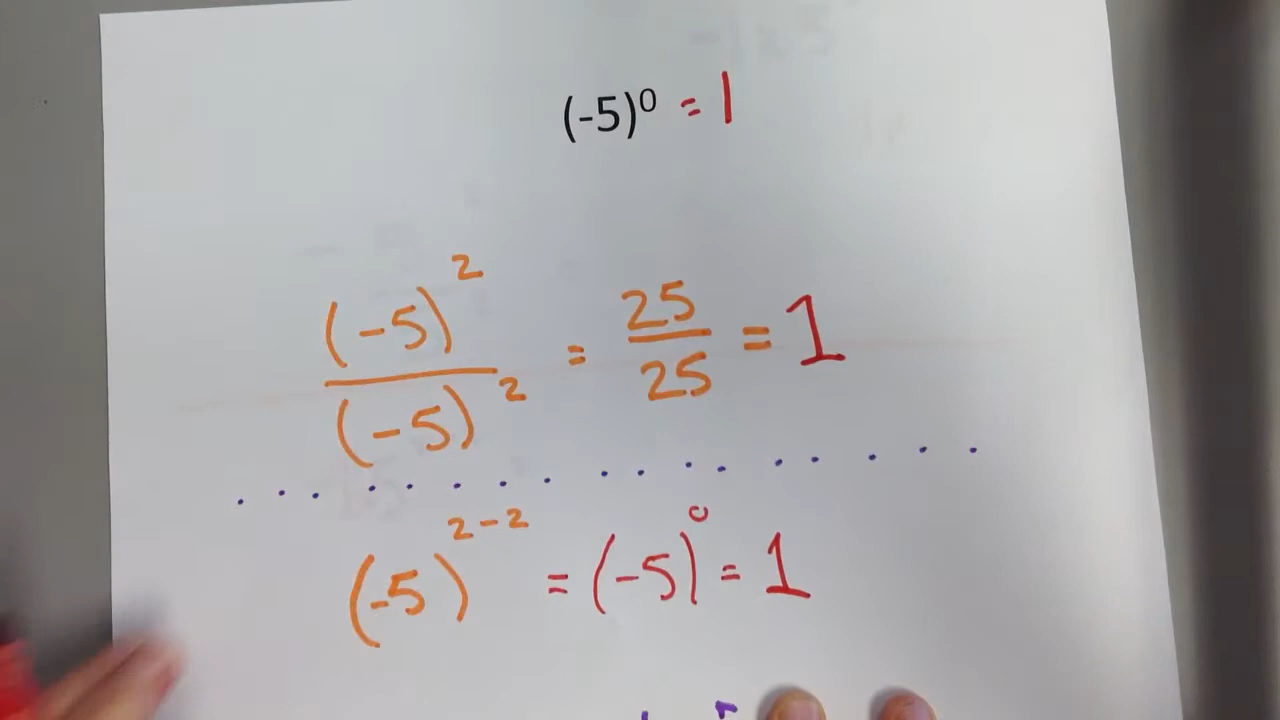 (-5)⁰ = 1
(-5)² / (-5)² = 25/25 = 1
(-5)²⁻² = (-5)⁰ = 1